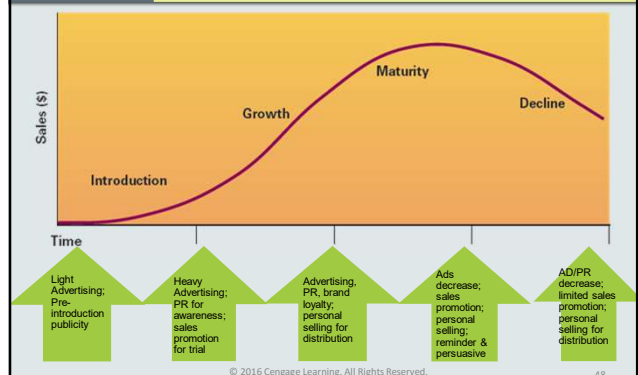 Sales ($)
Introduction
Growth
Maturity
Decline
Time
Light
Advertising;
Pre-
introduction
publicity
Heavy
Advertising;
PR for
awareness;
sales
promotion
for trial
Advertising,
PR, brand
loyalty;
personal
selling for
distribution
Ads
decrease;
sales
promotion;
personal
selling;
reminder &
persuasive
AD/PR
decrease;
limited sales
promotion;
personal
selling for
distribution
© 2016 Cengage Learning. All Rights Reserved.
48